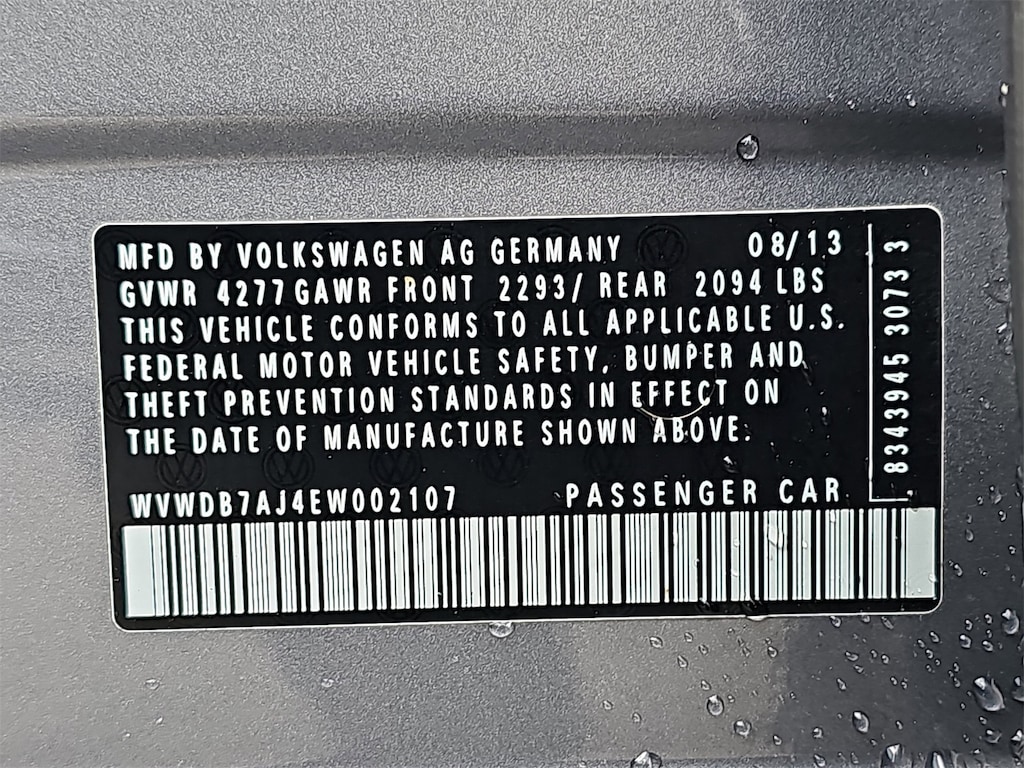 MFD BY VOLKSWAGEN AG GERMANY 08/13
GVWR 4277 GAWR FRONT 2293/ REAR 2094 LBS
THIS VEHICLE CONFORMS TO ALL APPLICABLE U.S.
FEDERAL MOTOR VEHICLE SAFETY, BUMPER AND
THEFT PREVENTION STANDARDS IN EFFECT ON
THE DATE OF MANUFACTURE SHOWN ABOVE.
WVWDB7AJ4EW002107 PASSENGER CAR
8343945 3073 3